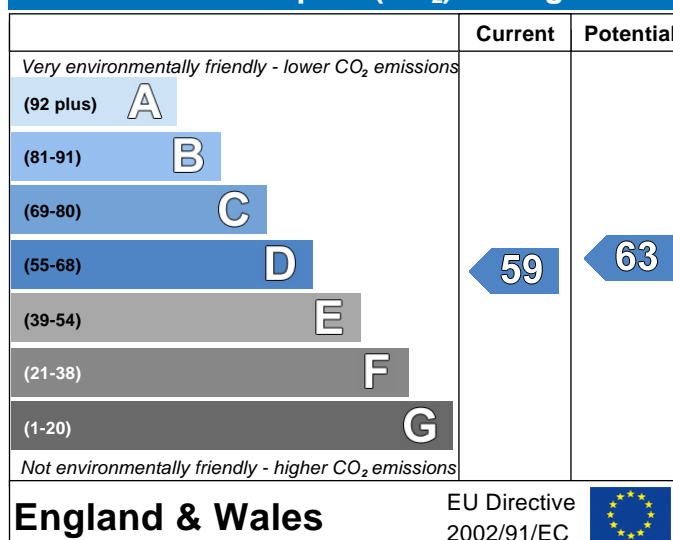 Current Potential
Very environmentally friendly - lower CO₂ emissions
(92 plus) A
(81-91) B
(69-80) C
(55-68) D
59 63
(39-54) E
(21-38) F
(1-20) G
Not environmentally friendly - higher CO₂ emissions
England & Wales
EU Directive
2002/91/EC